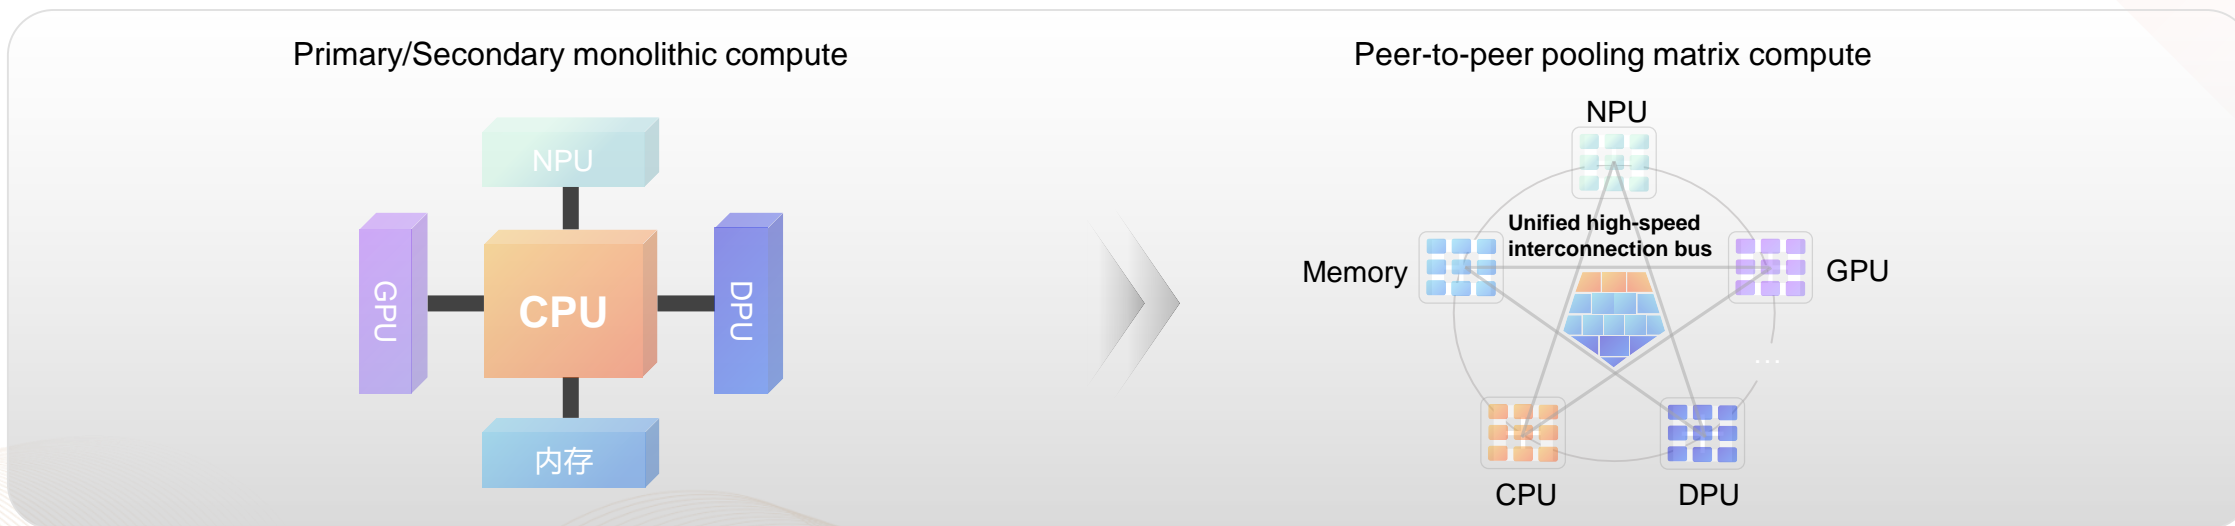 Primary/Secondary monolithic compute
NPU
GPU
CPU
DPU
内存
Peer-to-peer pooling matrix compute
NPU
Unified high-speed
interconnection bus
Memory
GPU
...
CPU
DPU